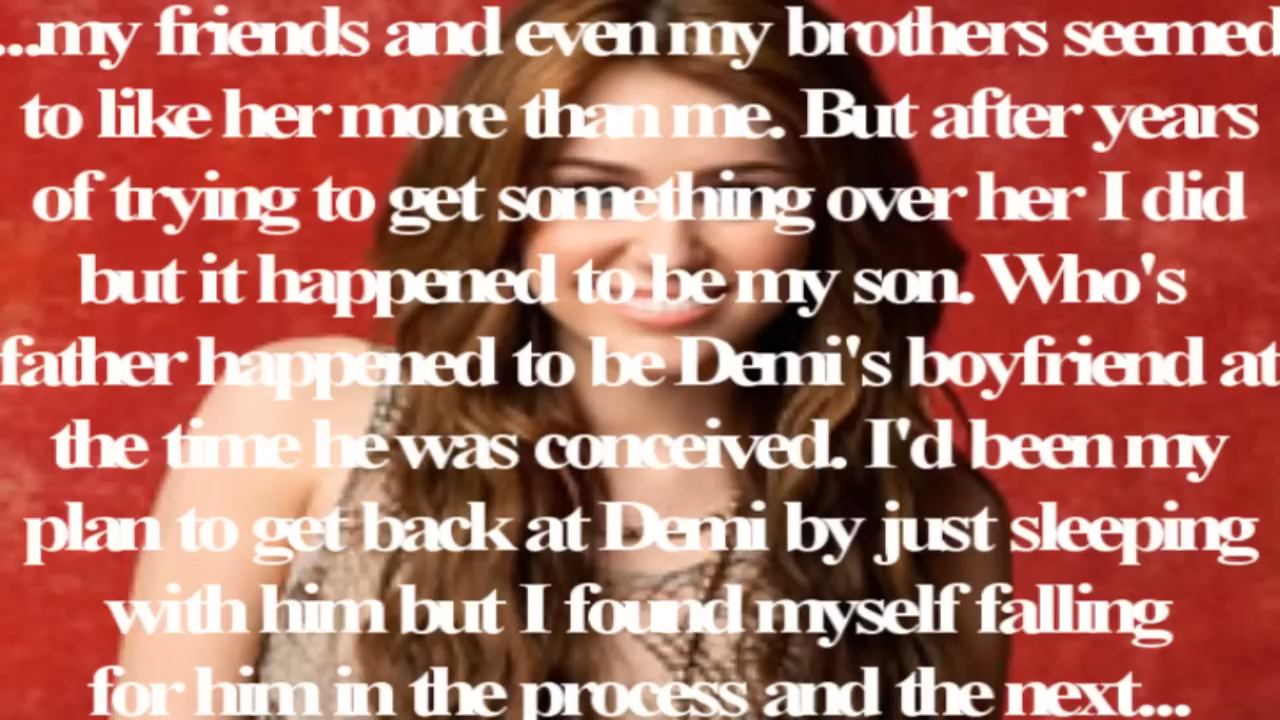 ...my friends and even my brothers seemed
to like her more than me. But after years
of trying to get something over her I did
but it happened to be my son. Who's
father happened to be Demi's boyfriend at
the time he was conceived. I'd been my
plan to get back at Demi by just sleeping
with him but I found myself falling
for him in the process and the next...